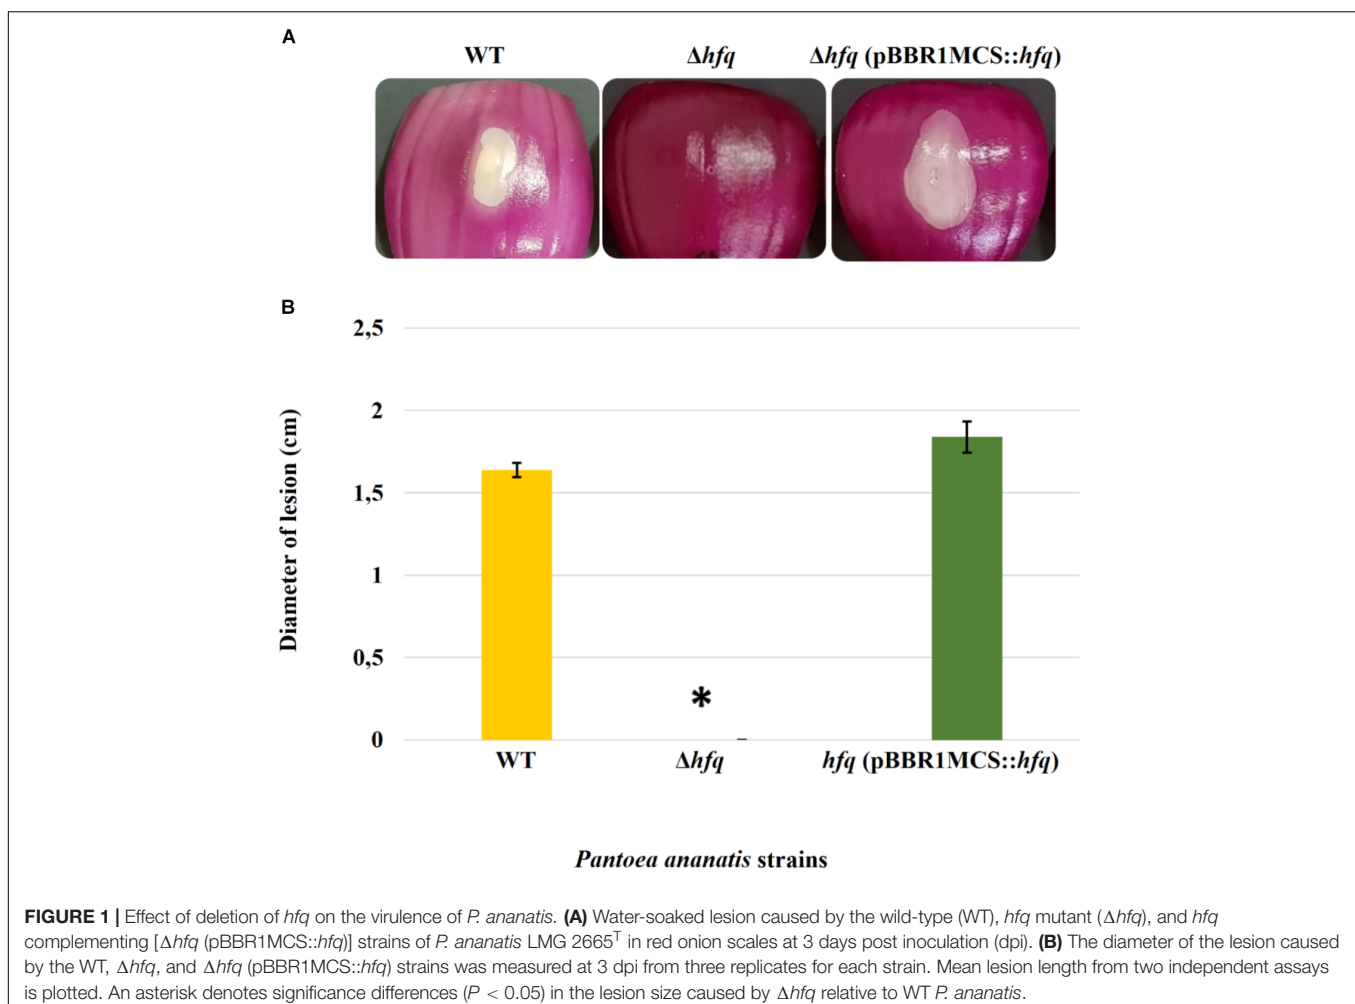 A
WT
Δhfq
Δhfq (pBBR1MCS::hfq)
B
2,5
2
1,5
1
0,5
0
Diameter of lesion (cm)
*
WT
Δhfq
hfq (pBBR1MCS::hfq)
Pantoea ananatis strains
FIGURE 1 | Effect of deletion of hfq on the virulence of P. ananatis. (A) Water-soaked lesion caused by the wild-type (WT), hfq mutant (Δhfq), and hfq
complementing [Δhfq (pBBR1MCS::hfq)] strains of P. ananatis LMG 2665ᵀ in red onion scales at 3 days post inoculation (dpi). (B) The diameter of the lesion caused
by the WT, Δhfq, and Δhfq (pBBR1MCS::hfq) strains was measured at 3 dpi from three replicates for each strain. Mean lesion length from two independent assays
is plotted. An asterisk denotes significance differences (P < 0.05) in the lesion size caused by Δhfq relative to WT P. ananatis.